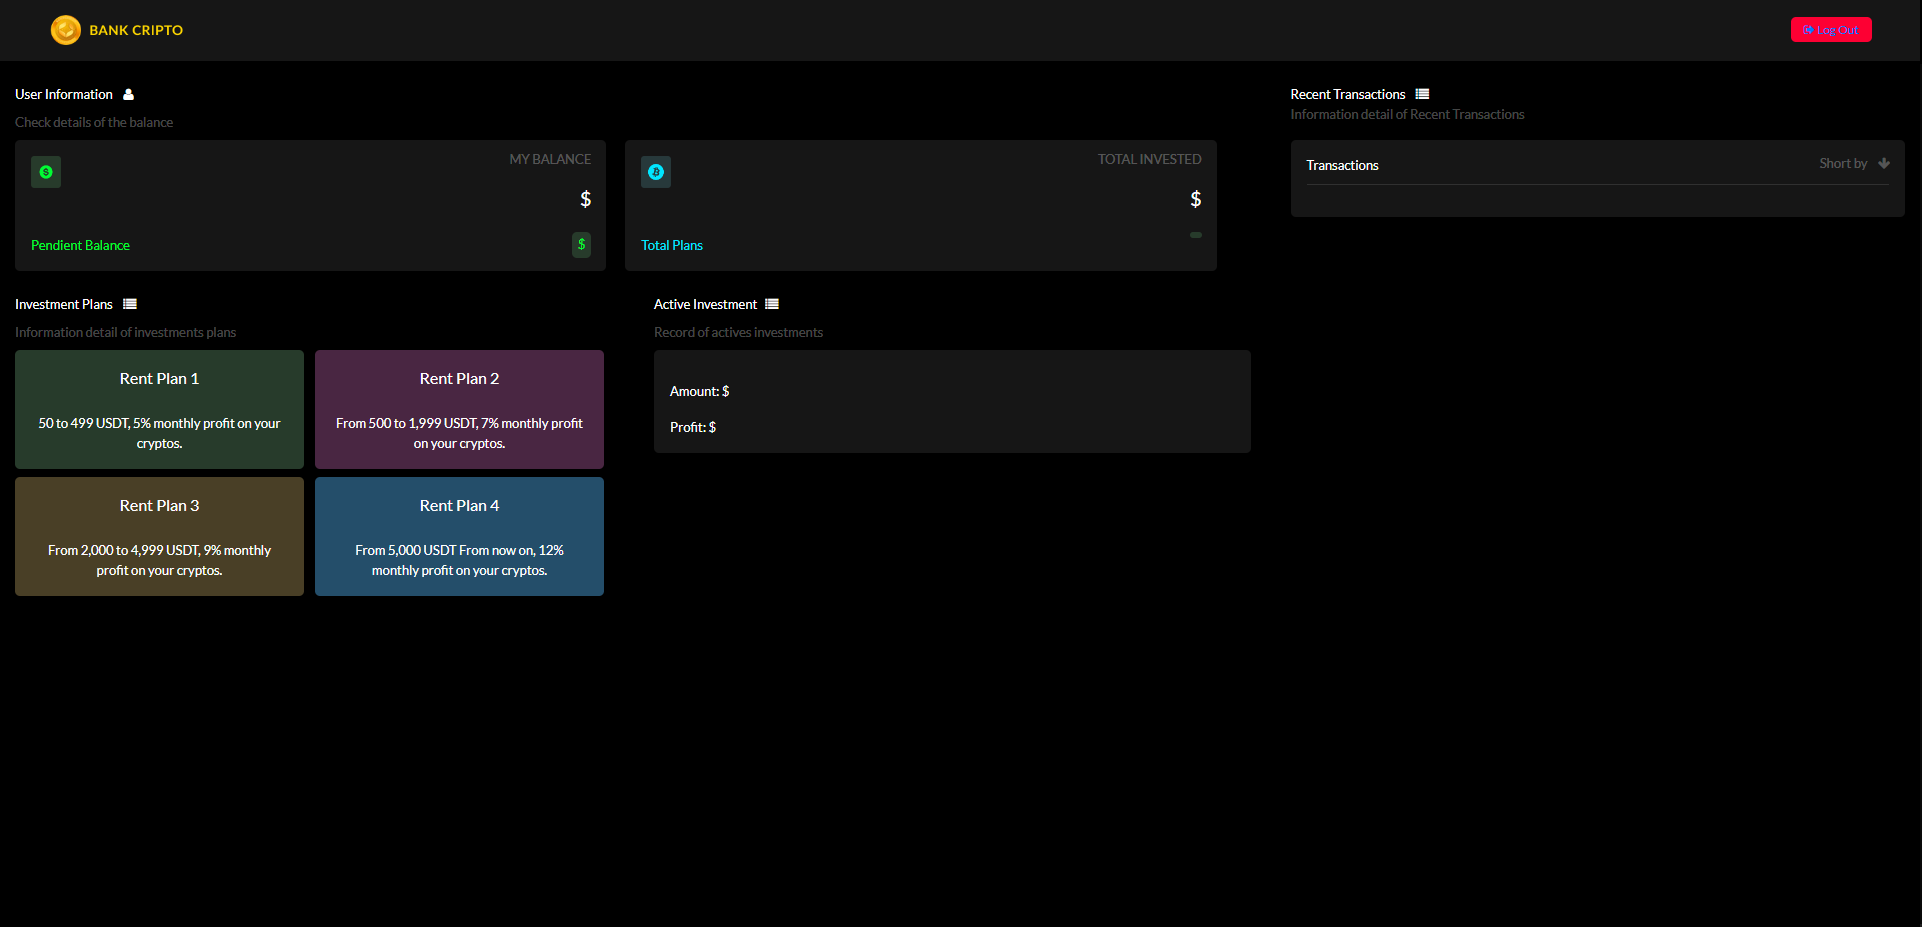 BANK CRIPTO
Log Out
User Information
Check details of the balance
MY BALANCE
$
Pendient Balance
$
TOTAL INVESTED
$
Total Plans
Recent Transactions
Information detail of Recent Transactions
Transactions
Short by
Investment Plans
Information detail of investments plans
Rent Plan 1
50 to 499 USDT, 5% monthly profit on your
cryptos.
Rent Plan 2
From 500 to 1,999 USDT, 7% monthly profit
on your cryptos.
Rent Plan 3
From 2,000 to 4,999 USDT, 9% monthly
profit on your cryptos.
Rent Plan 4
From 5,000 USDT From now on, 12%
monthly profit on your cryptos.
Active Investment
Record of actives investments
Amount: $
Profit: $